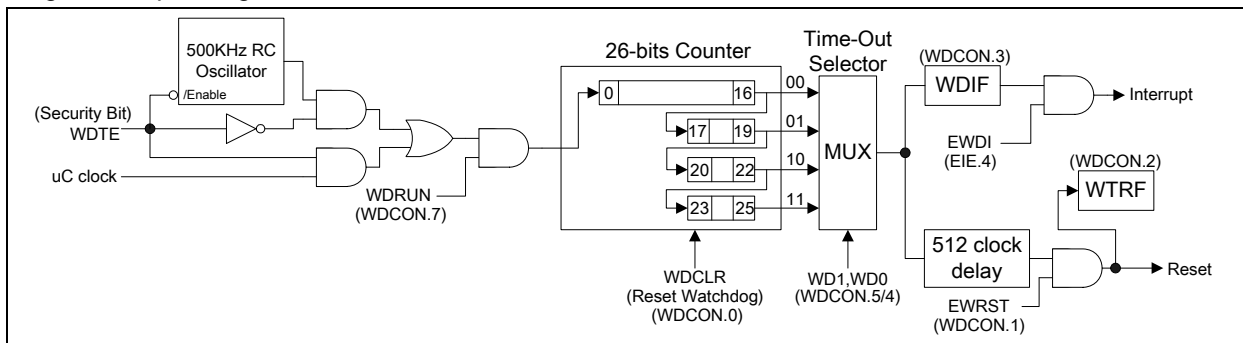 500KHz RC
Oscillator
/Enable
(Security Bit)
WDTE
uC clock
WDRUN
(WDCON.7)
26-bits Counter
0 16
17 19
20 22
23 25
WDCLR
(Reset Watchdog)
(WDCON.0)
Time-Out
Selector
00
01
10
11
MUX
WD1,WD0
(WDCON.5/4)
(WDCON.3)
WDIF
EWDI
(EIE.4)
Interrupt
(WDCON.2)
WTRF
512 clock
delay
EWRST
(WDCON.1)
Reset